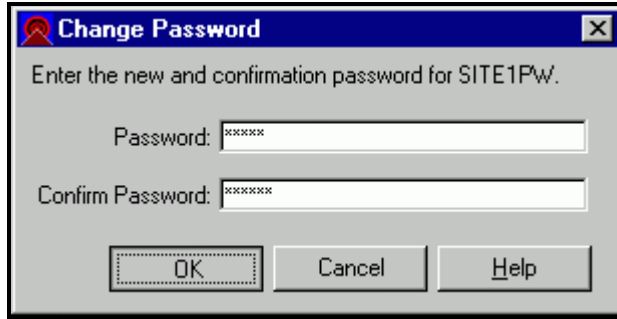 Change Password
Enter the new and confirmation password for SITE1PW.
Password: *****
Confirm Password: ******
OK Cancel Help